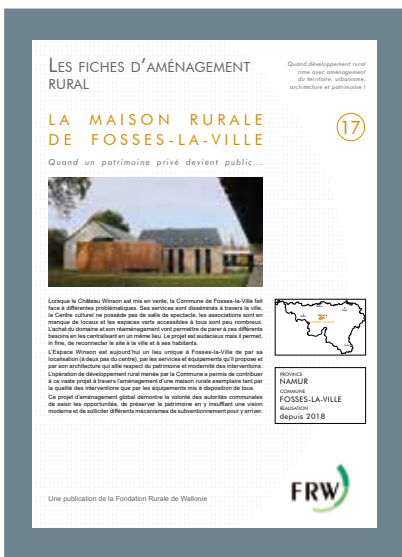 LES FICHES D'AMÉNAGEMENT
RURAL
Quand développement rural
rime avec aménagement
du territoire, urbanisme,
architecture et patrimoine !
LA MAISON RURALE
DE FOSSES-LA-VILLE
17
Quand un patrimoine privé devient public...
Lorsque le Château Winson est mis en vente, la Commune de Fosses-la-Ville fait
face à différentes problématiques. Ses services sont disséminés à travers la ville,
le Centre culturel ne possède pas de salle de spectacle, les associations sont en
manque de locaux et les espaces verts accessibles à tous sont peu nombreux.
L'achat du domaine et son réaménagement vont permettre de parer à ces différents
besoins en les centralisant en un même lieu. Le projet est audacieux mais il permet,
in fine, de reconnecter le site à la ville et à ses habitants.
L'Espace Winson est aujourd'hui un lieu unique à Fosses-la-Ville de par sa
localisation (à deux pas du centre), par les services et équipements qu'il propose et
par son architecture qui allie respect du patrimoine et modernité des interventions.
L'opération de développement rural menée par la Commune a permis de contribuer
à ce vaste projet à travers l'aménagement d'une maison rurale exemplaire tant par
la qualité des interventions que par les équipements mis à disposition de tous.
Ce projet d'aménagement global démontre la volonté des autorités communales
de saisir les opportunités, de préserver le patrimoine en y insufflant une vision
moderne et de solliciter différents mécanismes de subventionnement pour y arriver.
PROVINCE
NAMUR
COMMUNE
FOSSES-LA-VILLE
REALISATION
depuis 2018
Une publication de la Fondation Rurale de Wallonie
FRW